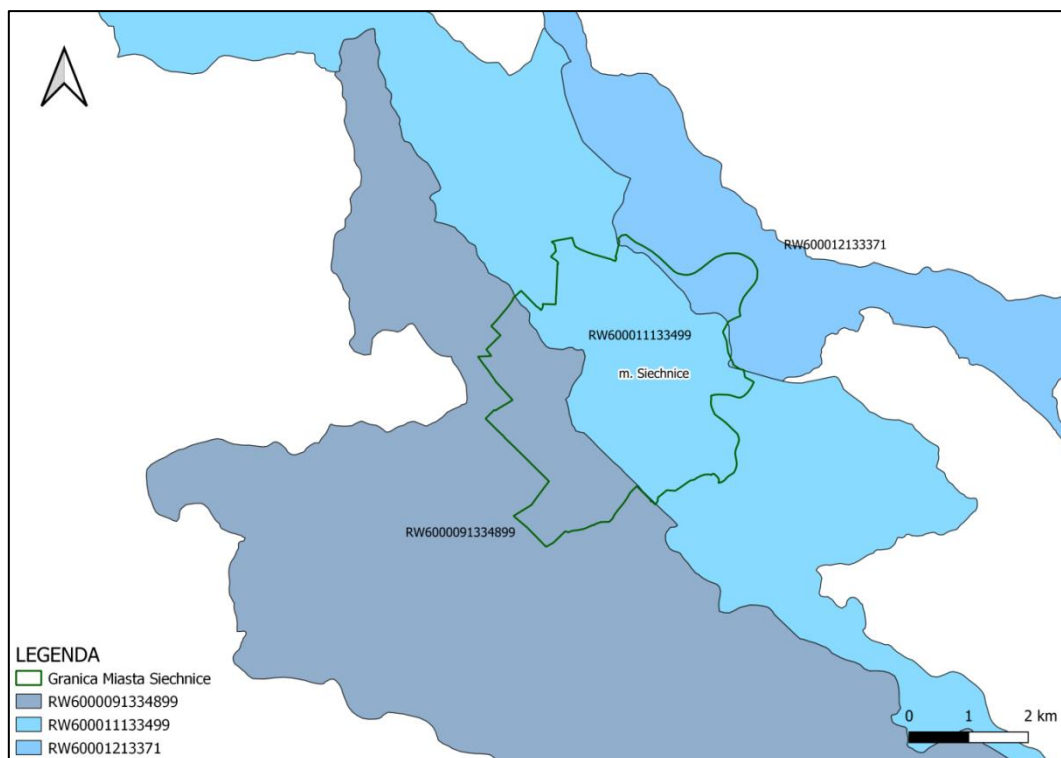 RW600012133371
RW600011133499
m. Siechnice
RW6000091334899
LEGENDA
Granica Miasta Siechnice
RW6000091334899
RW600011133499
RW60001213371
0 1 2 km